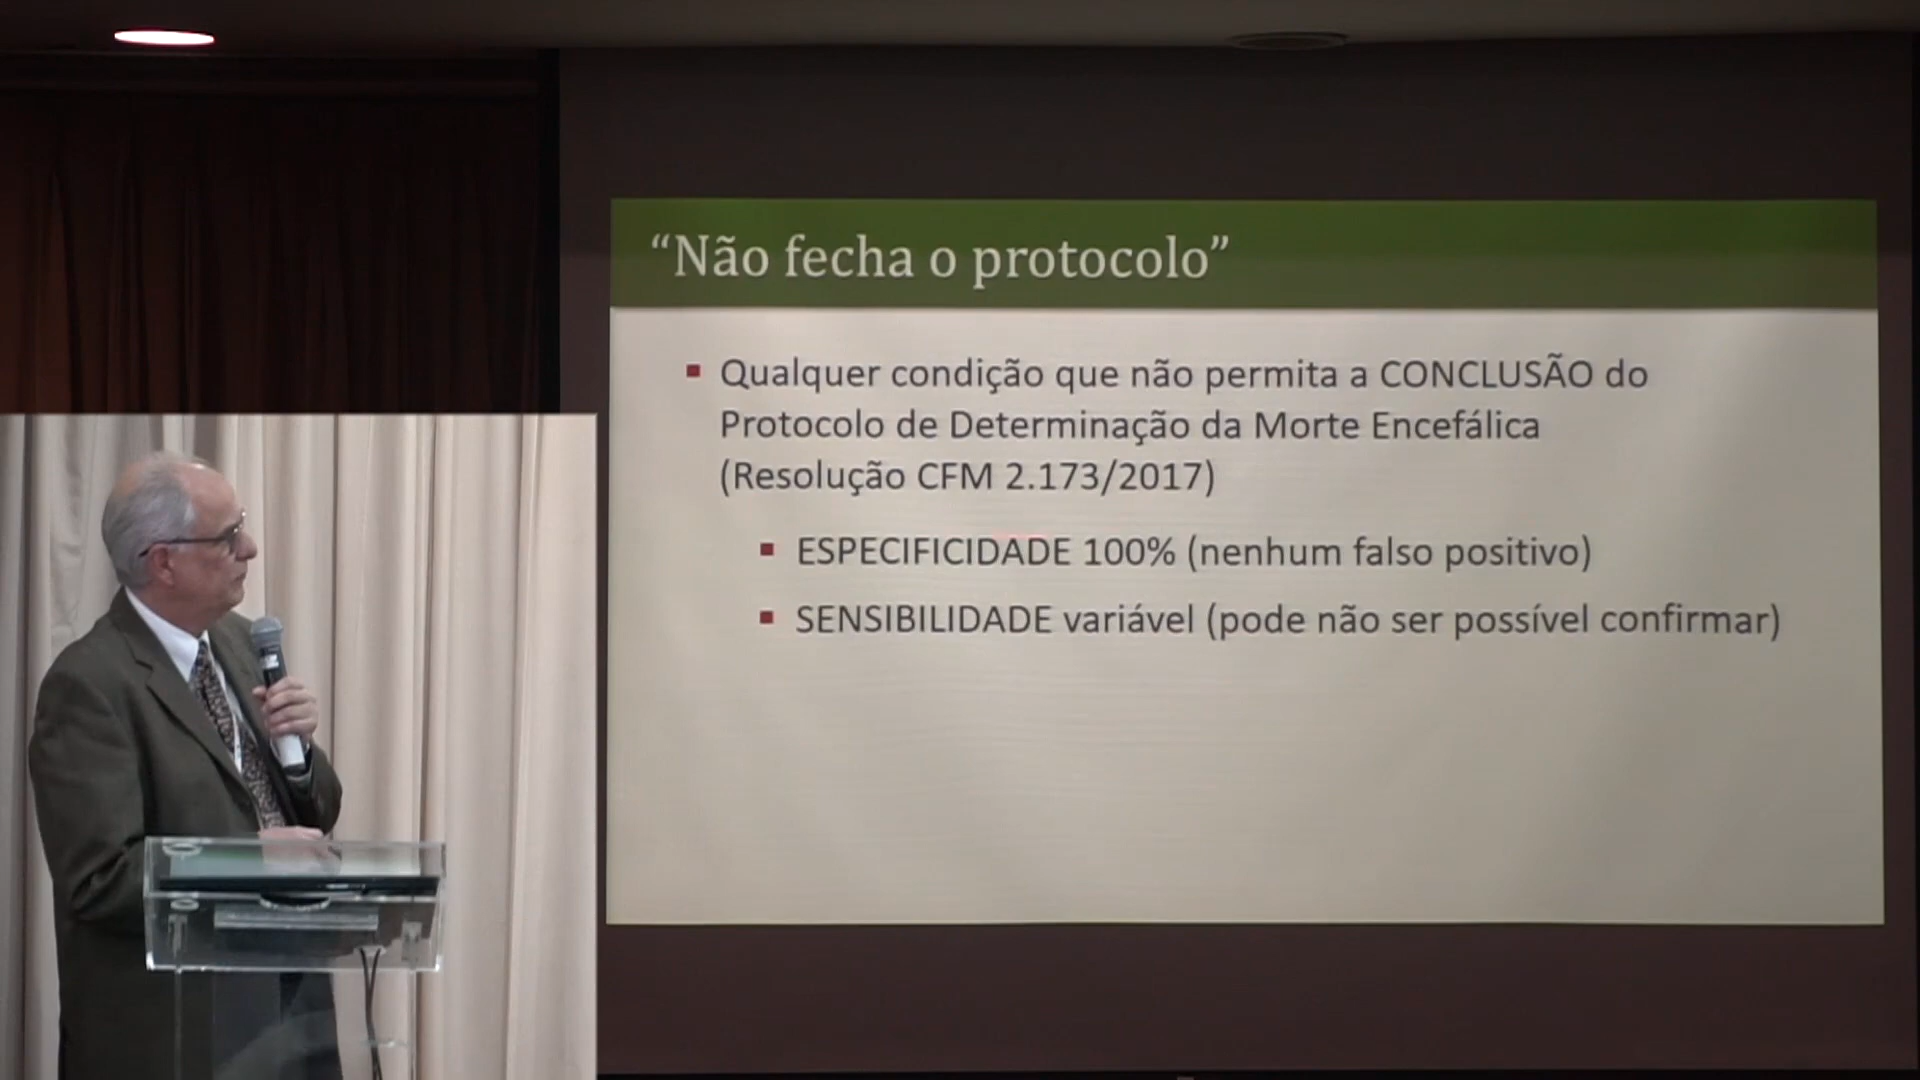 “Não fecha o protocolo”
Qualquer condição que não permita a CONCLUSÃO do
Protocolo de Determinação da Morte Encefálica
(Resolução CFM 2.173/2017)
ESPECIFICIDADE 100% (nenhum falso positivo)
SENSIBILIDADE variável (pode não ser possível confirmar)